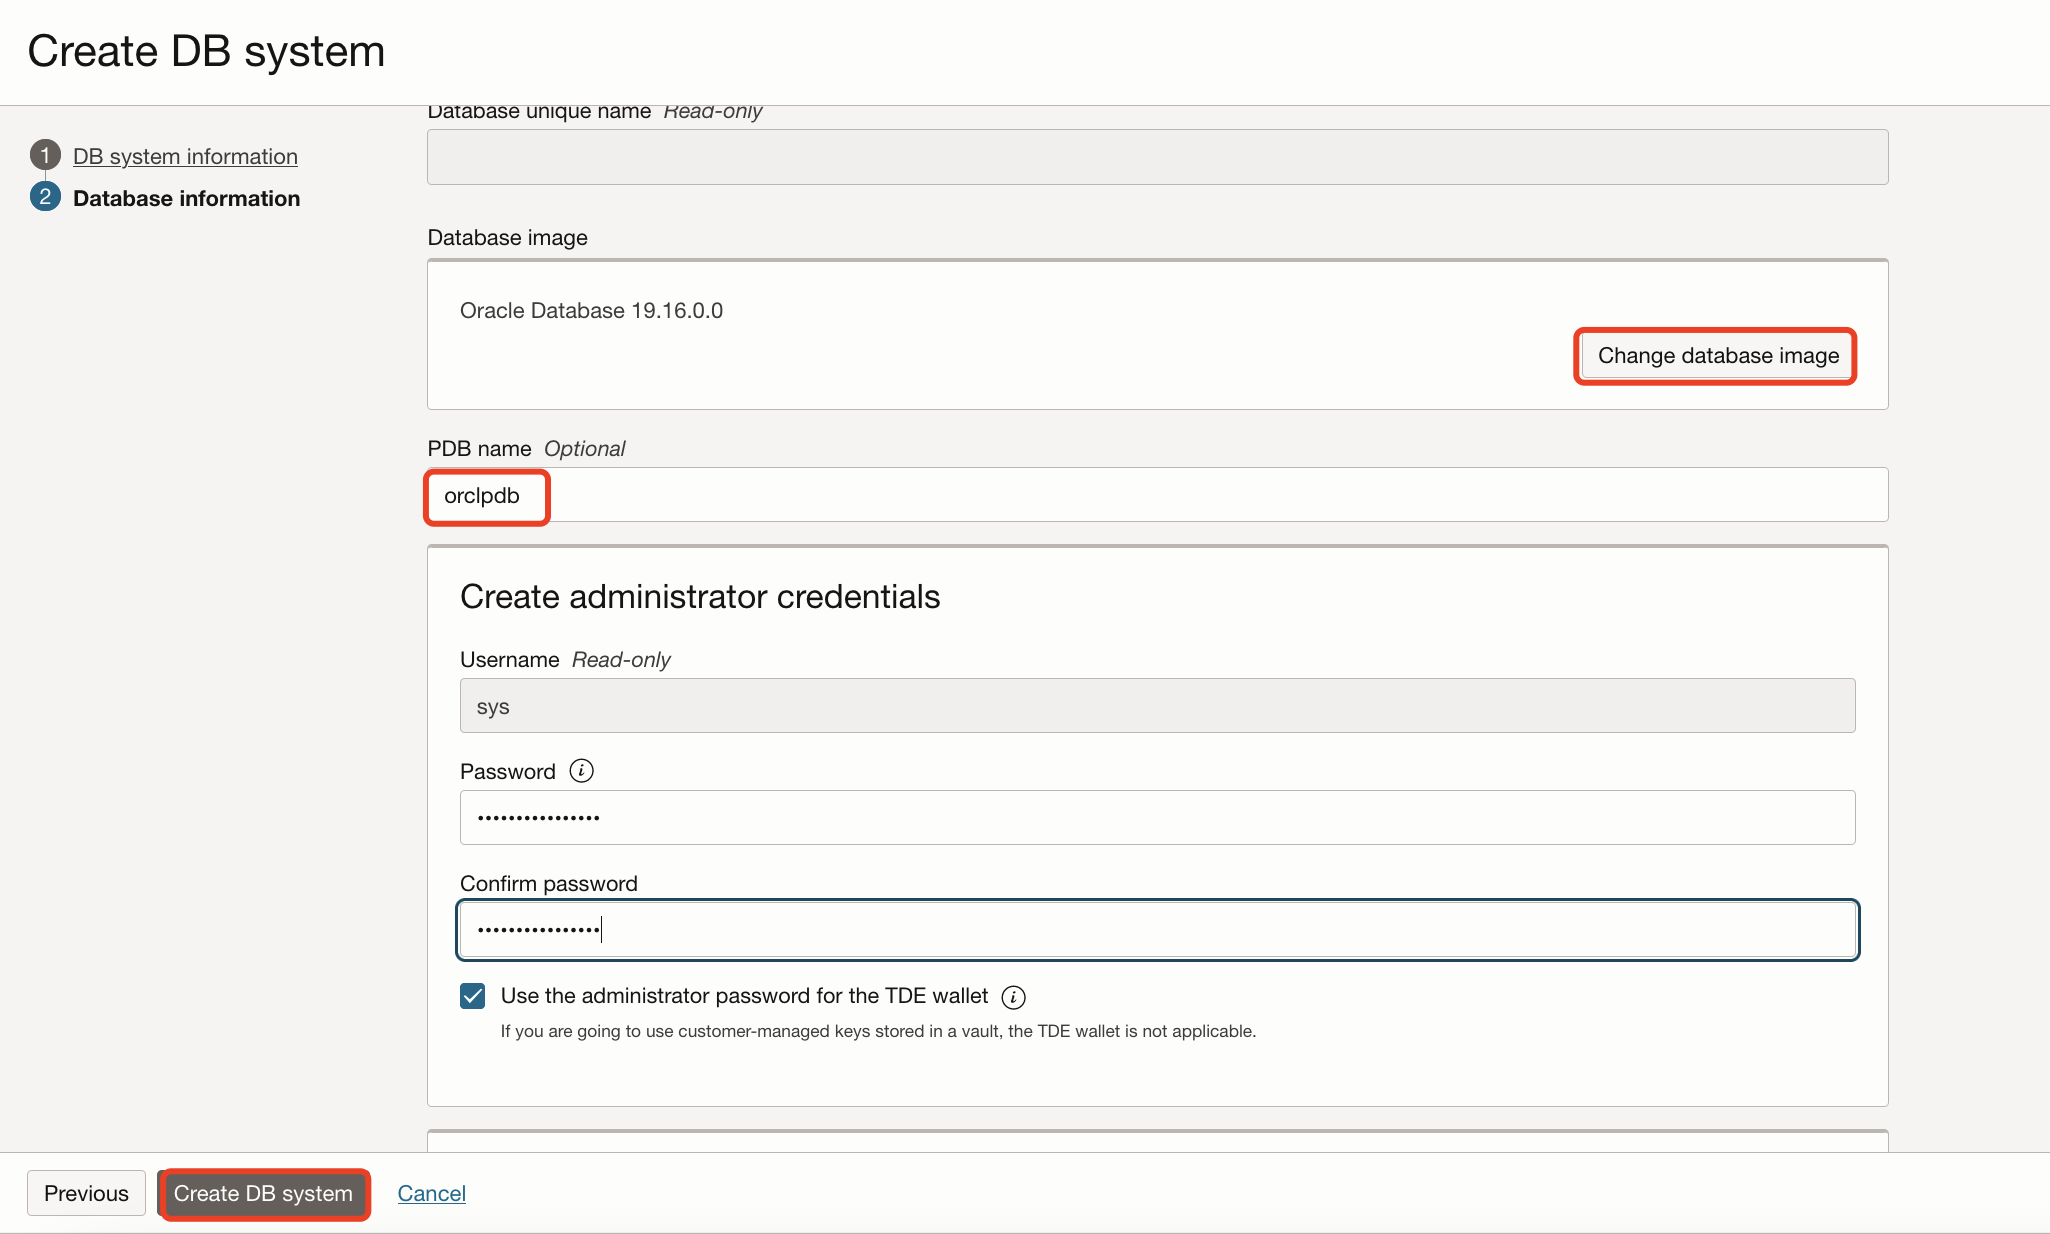 Create DB system
Database unique name Read-only
1 DB system information
2 Database information
Database image
Oracle Database 19.16.0.0
Change database image
PDB name Optional
orclpdb
Create administrator credentials
Username Read-only
sys
Password i
••••••••••••••••
Confirm password
••••••••••••••••
Use the administrator password for the TDE wallet i
If you are going to use customer-managed keys stored in a vault, the TDE wallet is not applicable.
Previous Create DB system Cancel